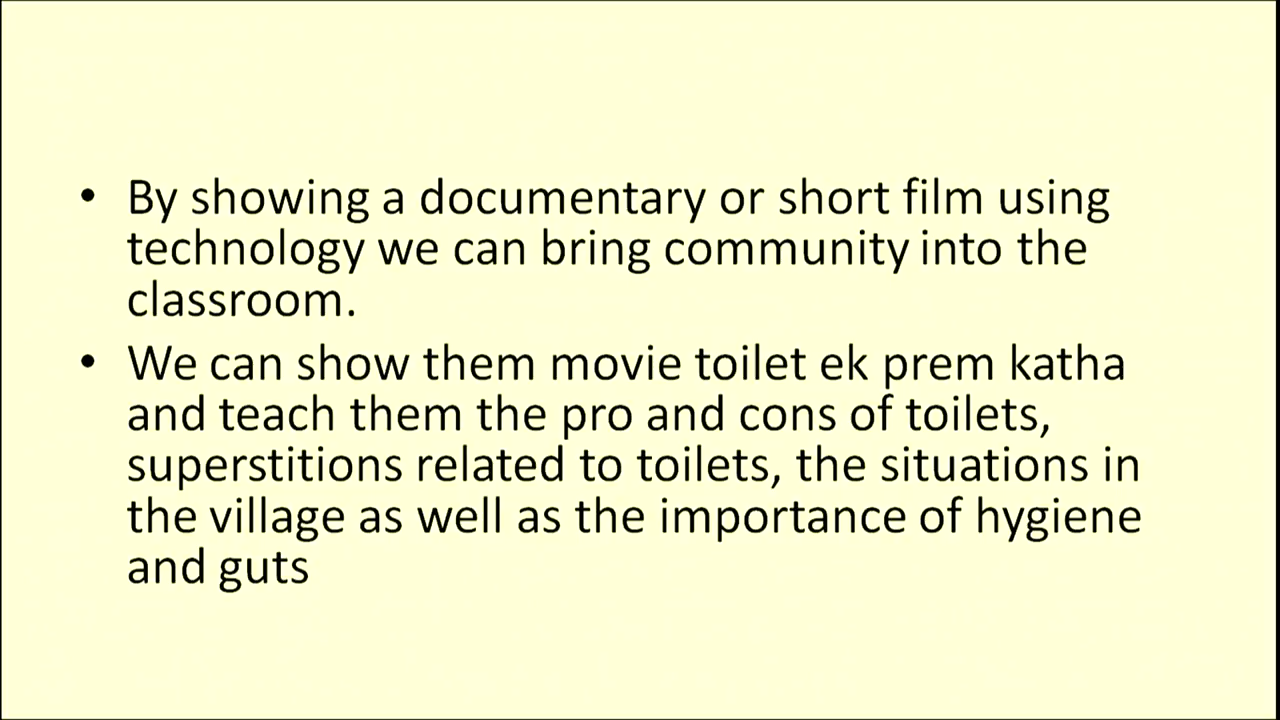 • By showing a documentary or short film using
technology we can bring community into the
classroom.
• We can show them movie toilet ek prem katha
and teach them the pro and cons of toilets,
superstitions related to toilets, the situations in
the village as well as the importance of hygiene
and guts